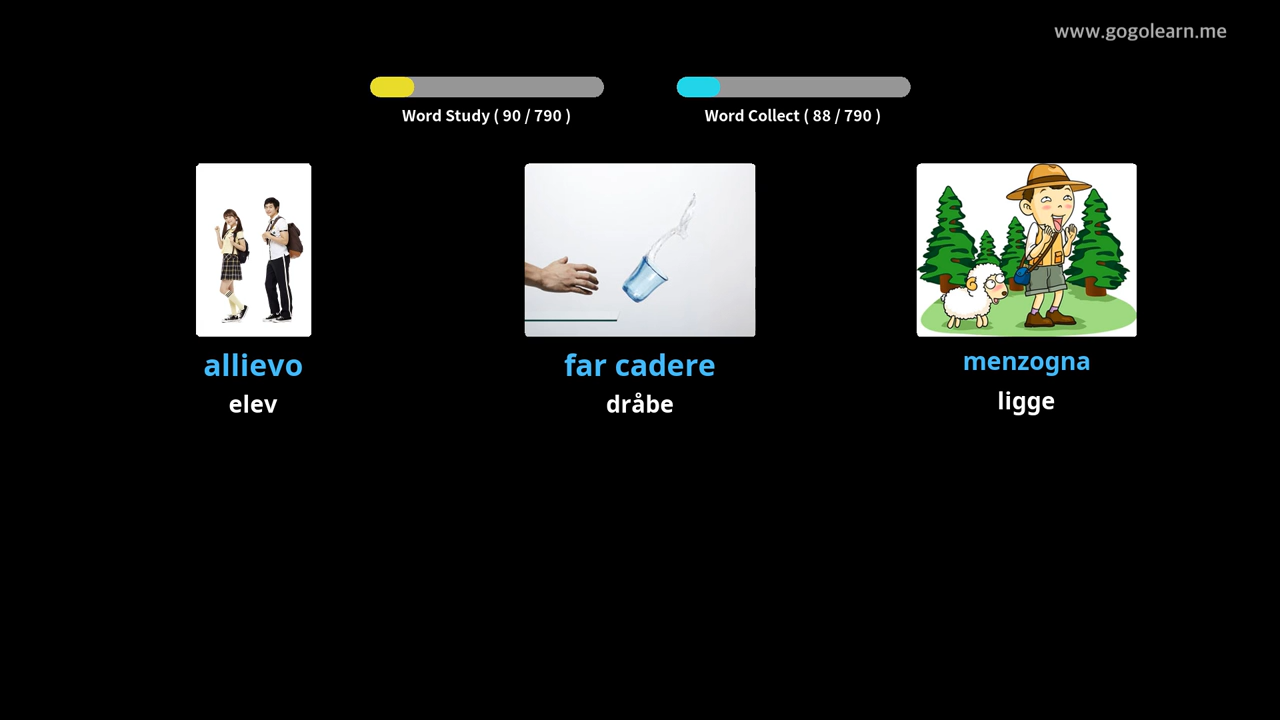 www.gogolearn.me
Word Study ( 90 / 790 )
Word Collect ( 88 / 790 )
allievo
far cadere
menzogna
elev
dråbe
ligge